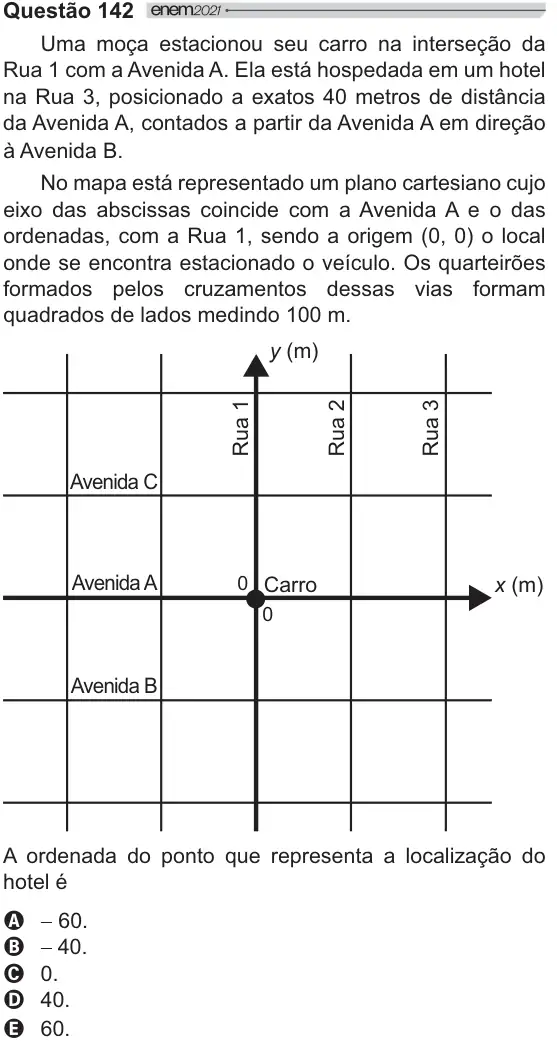 Questão 142 enem2021
Uma moça estacionou seu carro na interseção da
Rua 1 com a Avenida A. Ela está hospedada em um hotel
na Rua 3, posicionado a exatos 40 metros de distância
da Avenida A, contados a partir da Avenida A em direção
à Avenida B.
No mapa está representado um plano cartesiano cujo
eixo das abscissas coincide com a Avenida A e o das
ordenadas, com a Rua 1, sendo a origem (0, 0) o local
onde se encontra estacionado o veículo. Os quarteirões
formados pelos cruzamentos dessas vias formam
quadrados de lados medindo 100 m.
y (m)
Rua 1
Rua 2
Rua 3
Avenida C
Avenida A
0
Carro
x (m)
0
Avenida B
A ordenada do ponto que representa a localização do
hotel é
A – 60.
B – 40.
C 0.
D 40.
E 60.